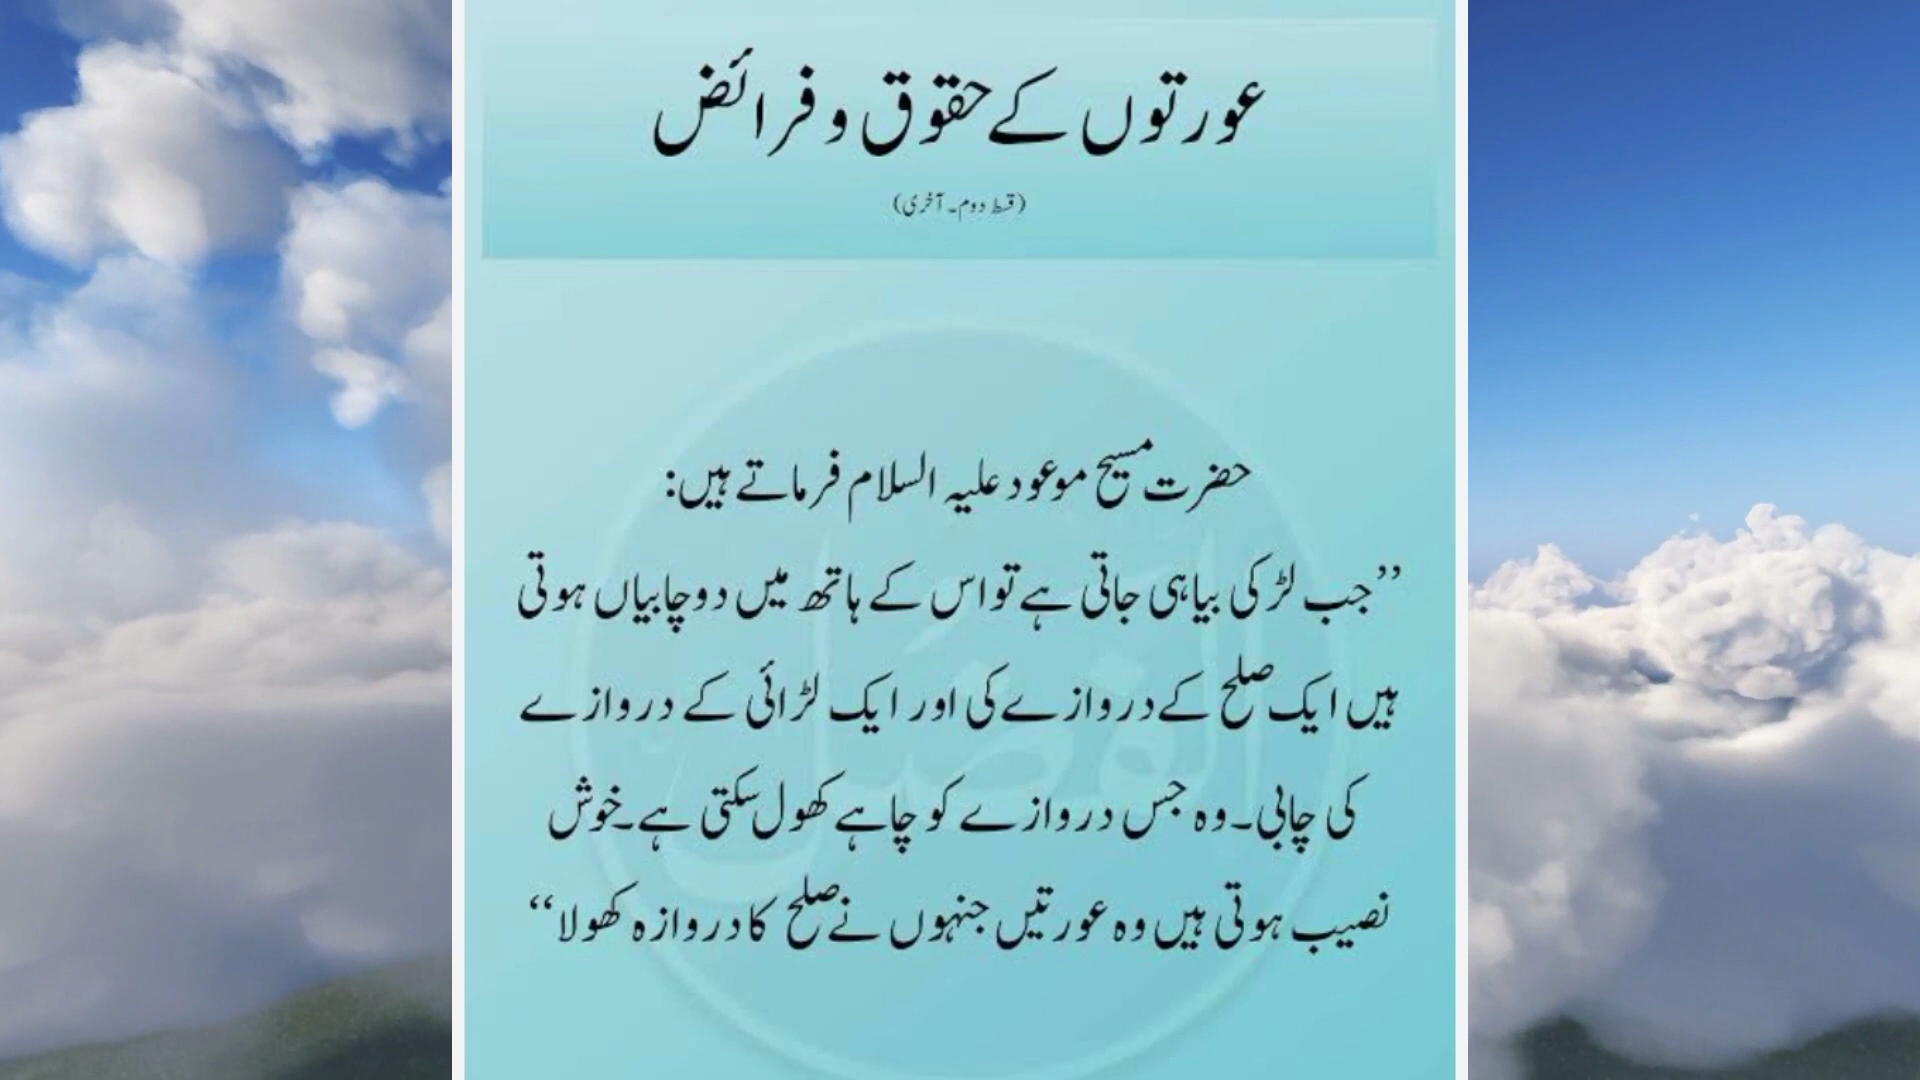 عورتوں کے حقوق و فرائض
(قسط دوم۔ آخری)
حضرت مسیح موعود علیہ السلام فرماتے ہیں:
’’جب لڑکی بیاہی جاتی ہے تو اس کے ہاتھ میں دو چابیاں ہوتی
ہیں ایک صلح کے دروازے کی اور ایک لڑائی کے دروازے
کی چابی۔ وہ جس دروازے کو چاہے کھول سکتی ہے۔ خوش
نصیب ہوتی ہیں وہ عورتیں جنہوں نے صلح کا دروازہ کھولا‘‘
الفضل